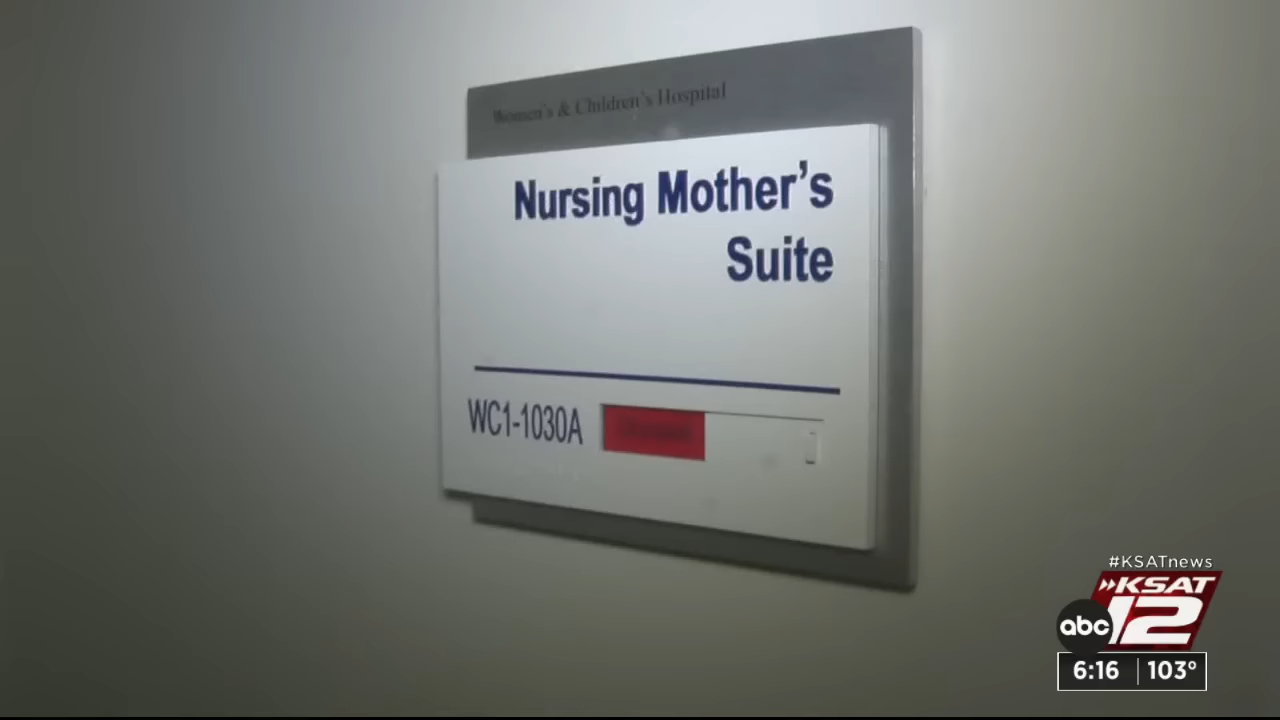 Women's & Children's Hospital
Nursing Mother's
Suite
WC1-1030A
#KSATnews
KSAT
abc 12
6:16 103°